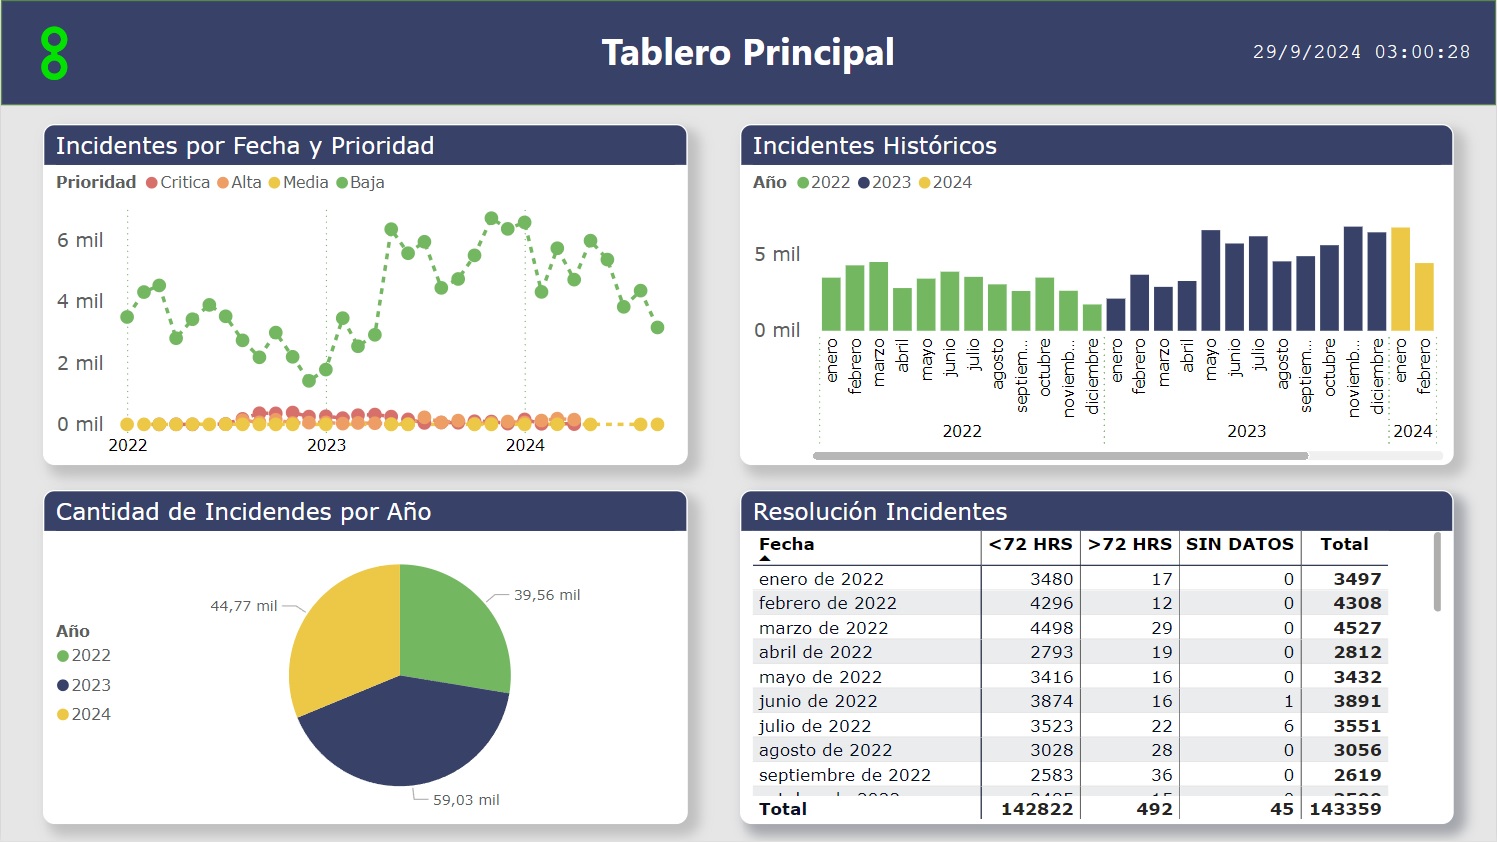 Tablero Principal
29/9/2024 03:00:28
Incidentes por Fecha y Prioridad
Prioridad Critica Alta Media Baja
6 mil
4 mil
2 mil
0 mil
2022 2023 2024
Incidentes Históricos
Año 2022 2023 2024
5 mil
0 mil
enero febrero marzo abril mayo junio julio agosto septiem... octubre noviemb... diciembre enero febrero marzo abril mayo junio julio agosto septiem... octubre noviemb... diciembre enero febrero
2022 2023 2024
Cantidad de Incidendes por Año
Año
2022
2023
2024
44,77 mil
39,56 mil
59,03 mil
Resolución Incidentes
Fecha <72 HRS >72 HRS SIN DATOS Total
enero de 2022 3480 17 0 3497
febrero de 2022 4296 12 0 4308
marzo de 2022 4498 29 0 4527
abril de 2022 2793 19 0 2812
mayo de 2022 3416 16 0 3432
junio de 2022 3874 16 1 3891
julio de 2022 3523 22 6 3551
agosto de 2022 3028 28 0 3056
septiembre de 2022 2583 36 0 2619
Total 142822 492 45 143359